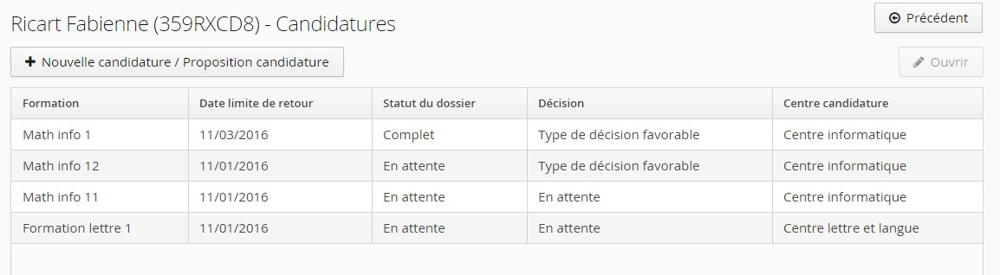 Ricart Fabienne (359RXCD8) - Candidatures
Précédent
Nouvelle candidature / Proposition candidature
Ouvrir
Formation Date limite de retour Statut du dossier Décision Centre candidature
Math info 1 11/03/2016 Complet Type de décision favorable Centre informatique
Math info 12 11/01/2016 En attente Type de décision favorable Centre informatique
Math info 11 11/01/2016 En attente En attente Centre informatique
Formation lettre 1 11/01/2016 En attente En attente Centre lettre et langue